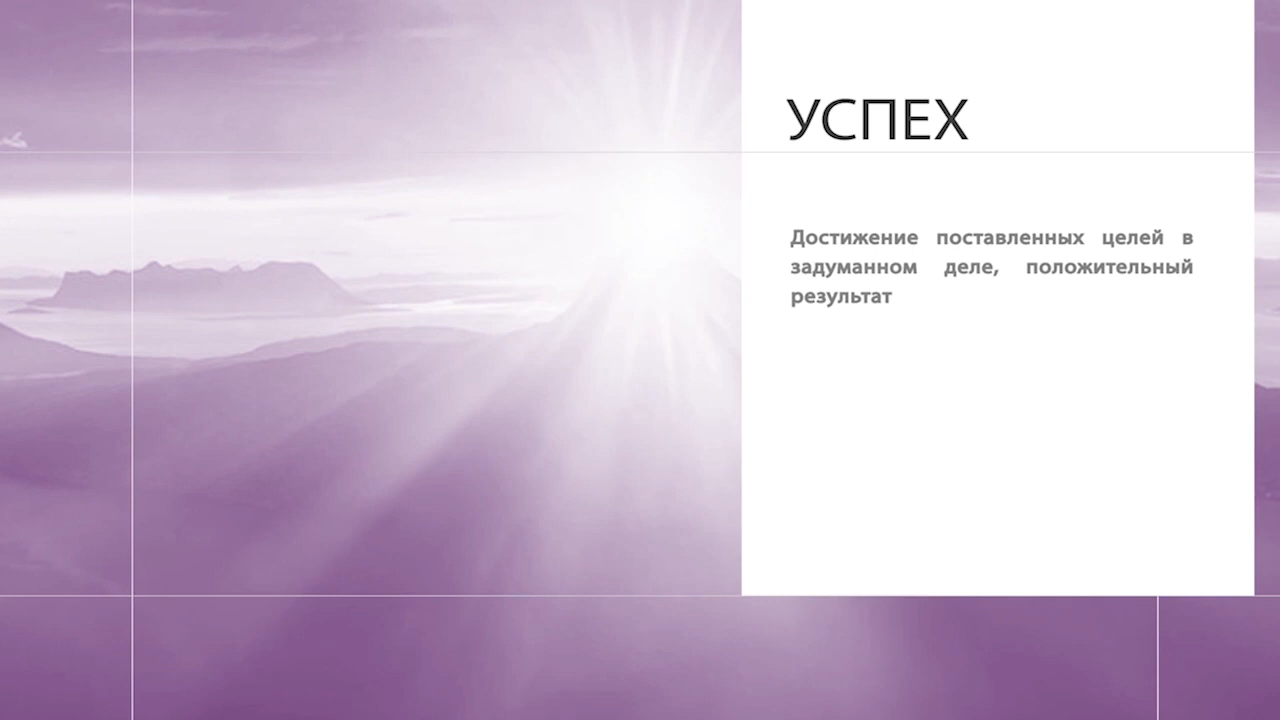 УСПЕХ
Достижение поставленных целей в
задуманном деле, положительный
результат